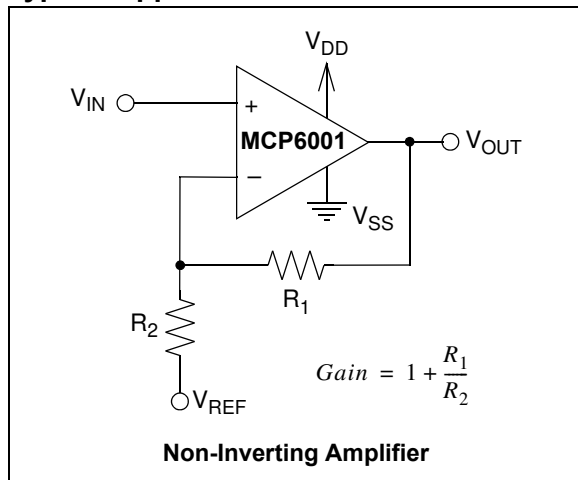 V_DD
V_IN
+
MCP6001
V_OUT
–
V_SS
R_1
R_2
Gain = 1 + R_1/R_2
V_REF
Non-Inverting Amplifier